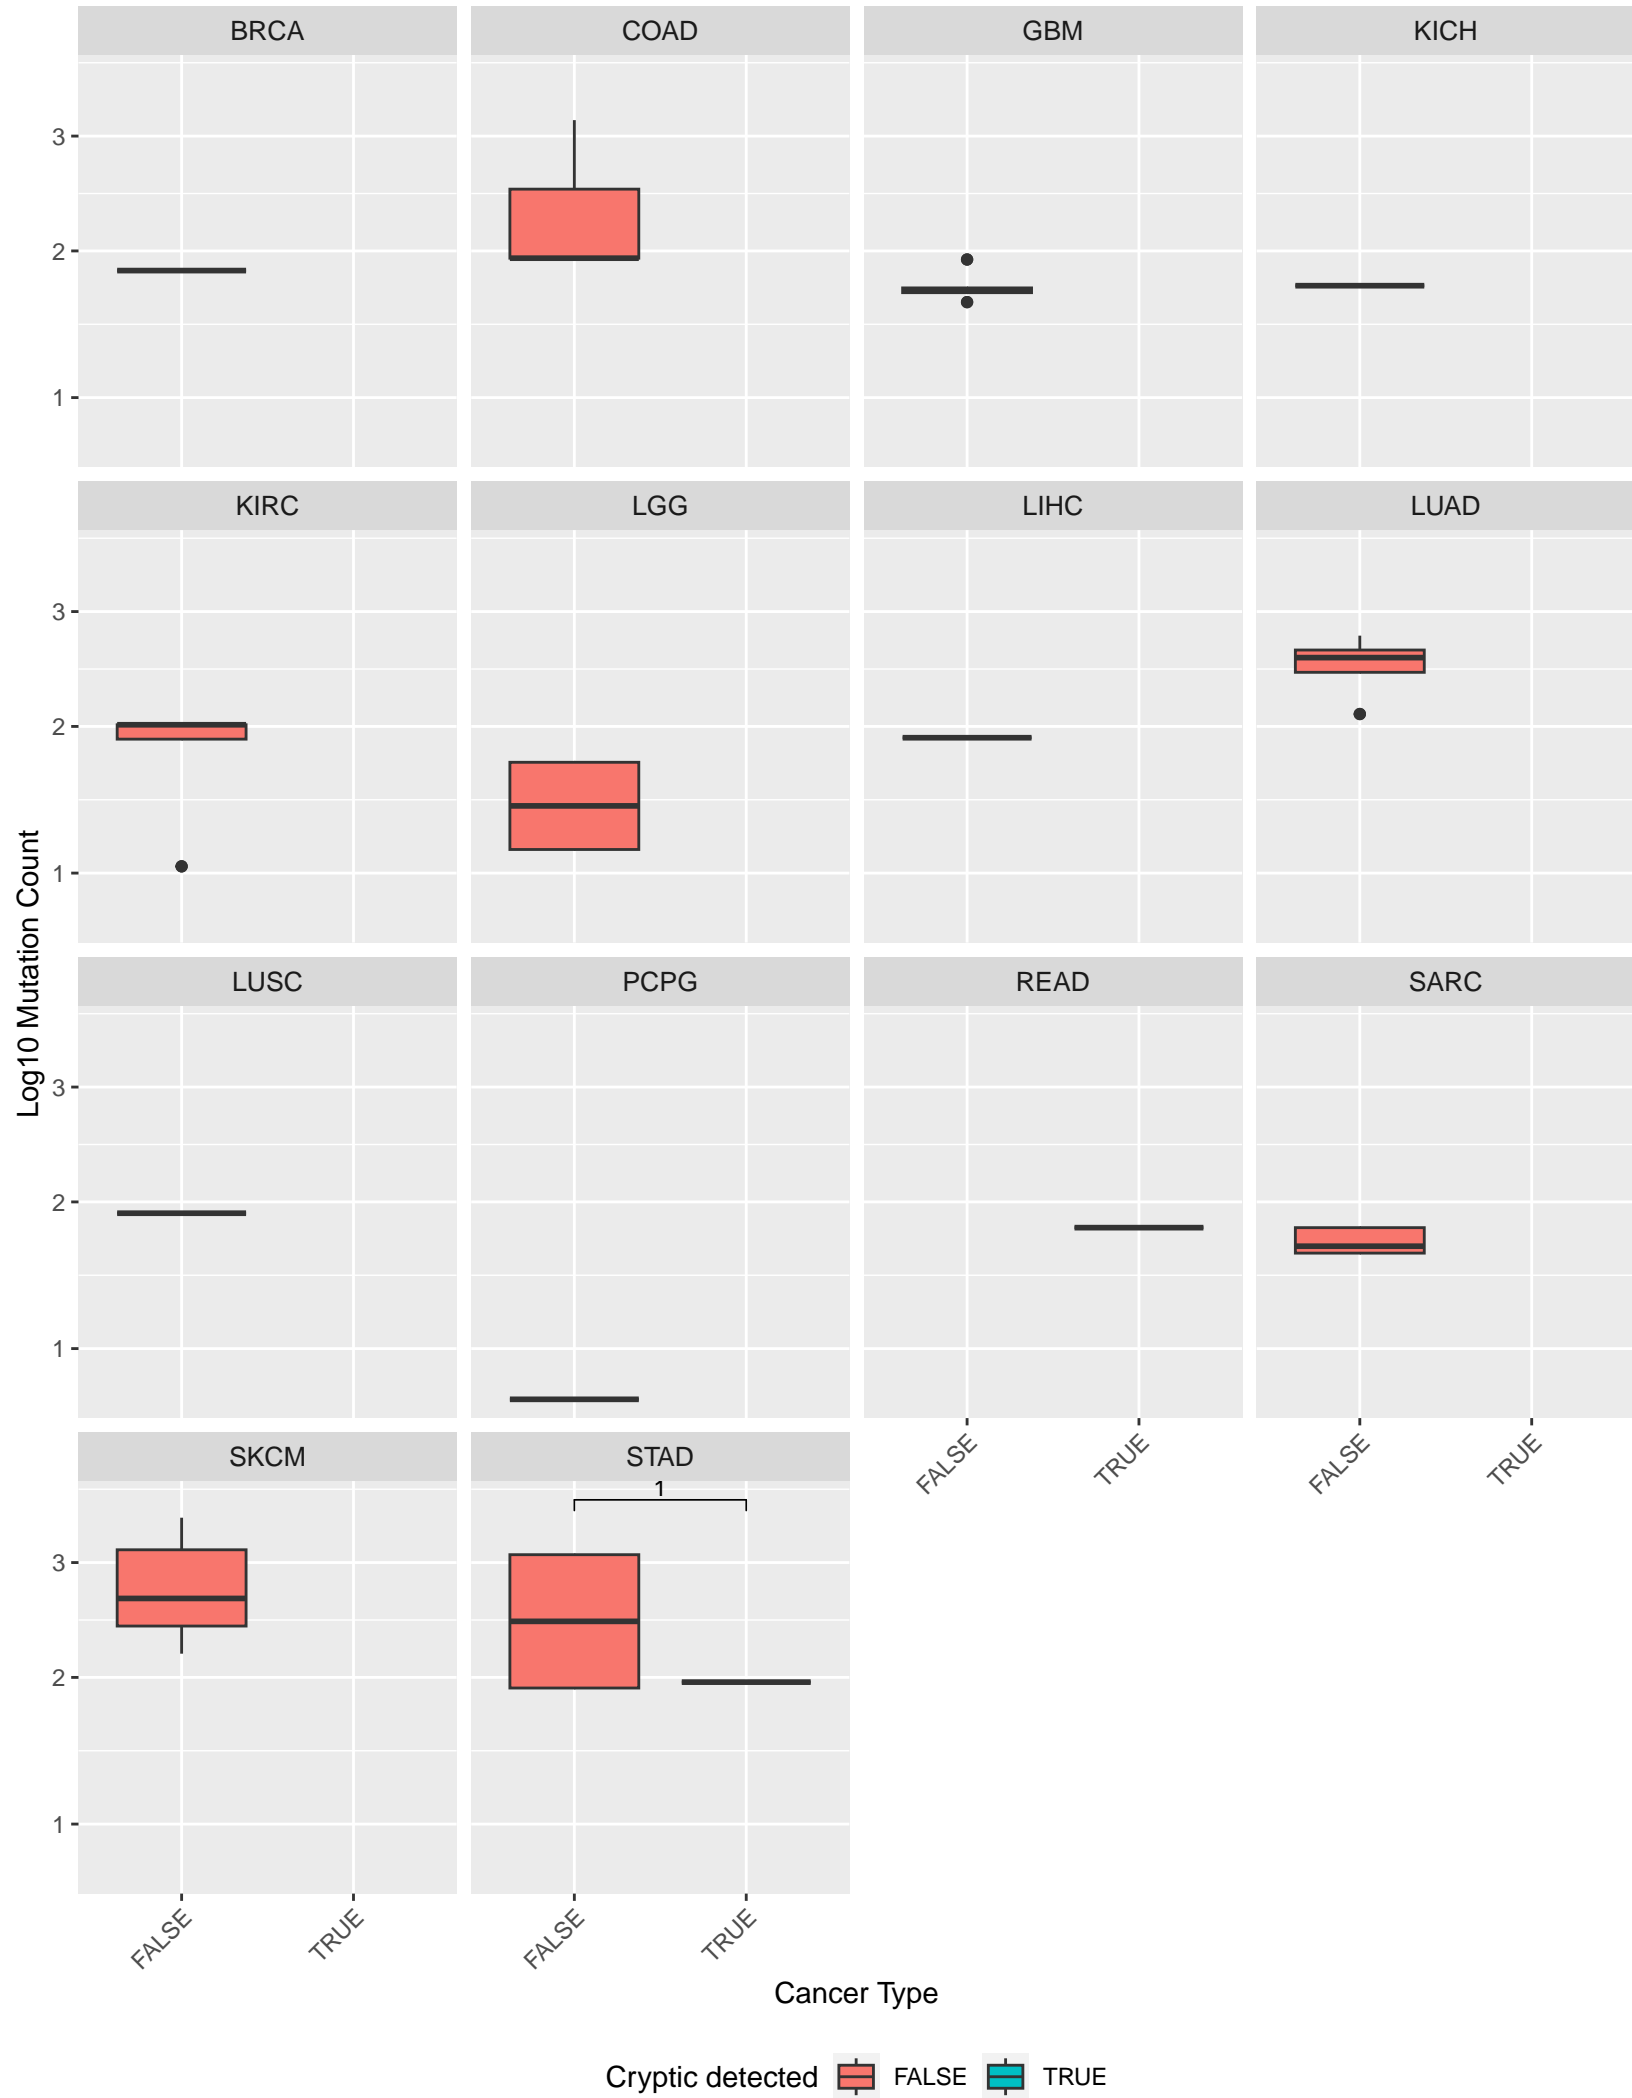 BRCA COAD GBM KICH
3
2
1
KIRC LGG LIHC LUAD
3
2
1
LUSC PCPG READ SARC
3
2
1
FALSE TRUE FALSE TRUE
SKCM STAD
1
3
2
1
FALSE TRUE FALSE TRUE
Log10 Mutation Count
Cancer Type
Cryptic detected FALSE TRUE